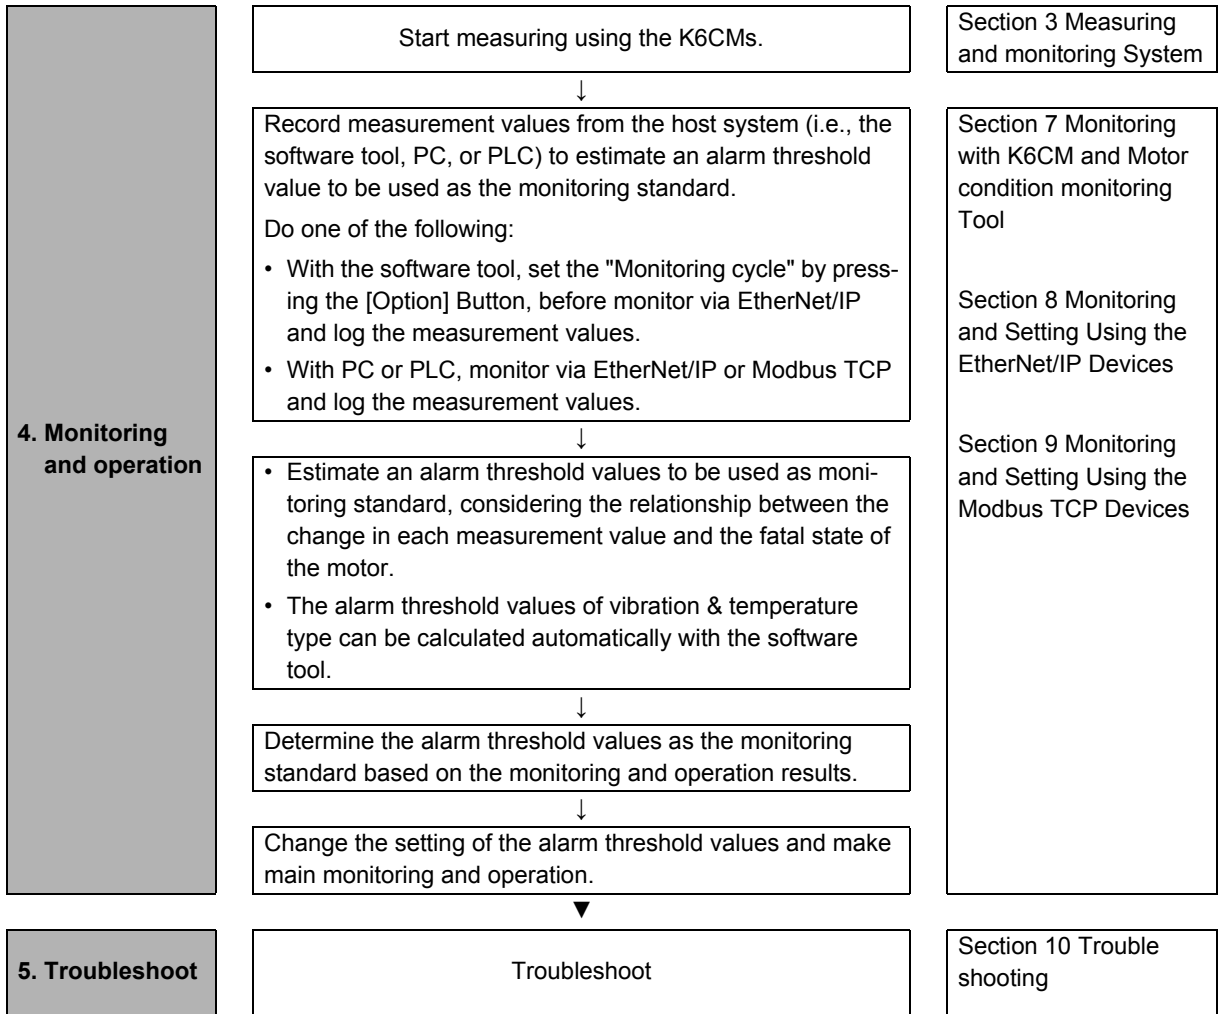 4. Monitoring
and operation
Start measuring using the K6CMs.
Section 3 Measuring
and monitoring System
↓
Record measurement values from the host system (i.e., the
software tool, PC, or PLC) to estimate an alarm threshold
value to be used as the monitoring standard.
Do one of the following:
• With the software tool, set the "Monitoring cycle" by press-
ing the [Option] Button, before monitor via EtherNet/IP
and log the measurement values.
• With PC or PLC, monitor via EtherNet/IP or Modbus TCP
and log the measurement values.
Section 7 Monitoring
with K6CM and Motor
condition monitoring
Tool
Section 8 Monitoring
and Setting Using the
EtherNet/IP Devices
Section 9 Monitoring
and Setting Using the
Modbus TCP Devices
↓
• Estimate an alarm threshold values to be used as moni-
toring standard, considering the relationship between the
change in each measurement value and the fatal state of
the motor.
• The alarm threshold values of vibration & temperature
type can be calculated automatically with the software
tool.
↓
Determine the alarm threshold values as the monitoring
standard based on the monitoring and operation results.
↓
Change the setting of the alarm threshold values and make
main monitoring and operation.
▼
5. Troubleshoot
Troubleshoot
Section 10 Trouble
shooting